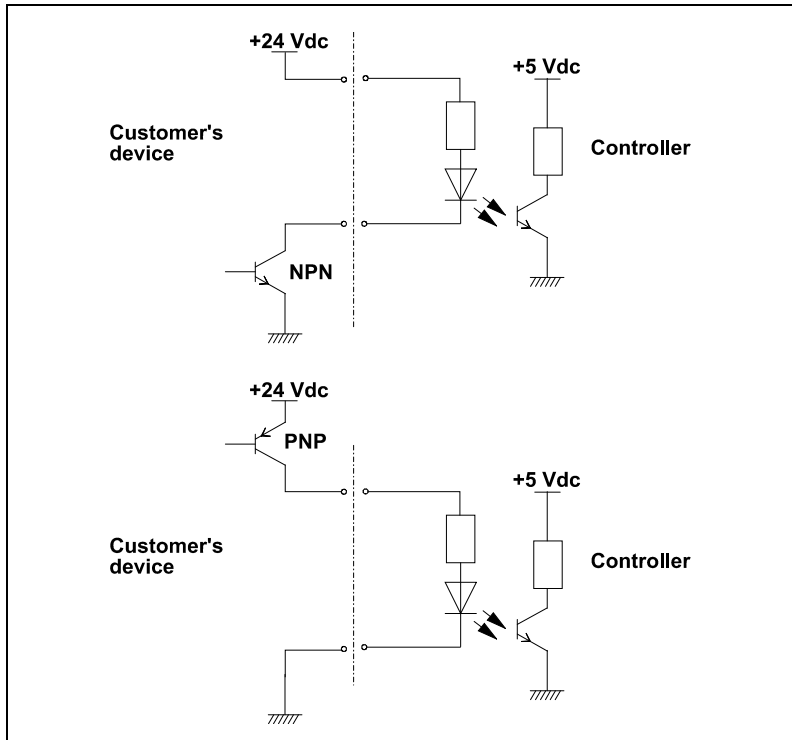 +24 Vdc
+5 Vdc
Customer's
device
Controller
NPN
+24 Vdc
PNP
+5 Vdc
Customer's
device
Controller